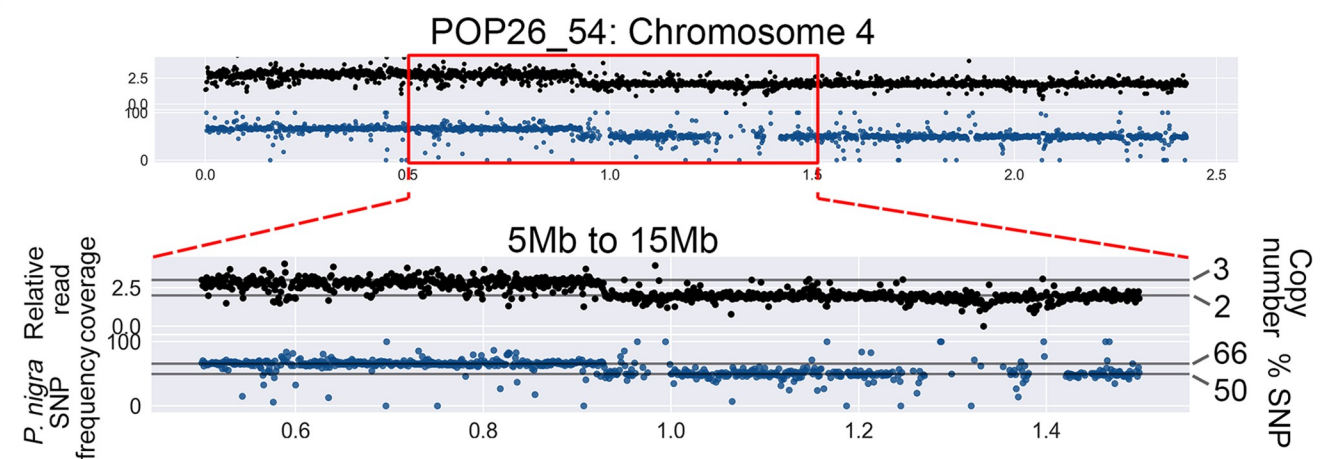 POP26_54: Chromosome 4
2.5
0.0
100
0
0.0 0.5 1.0 1.5 2.0 2.5
5Mb to 15Mb
Relative
read
coverage
2.5
0.0
3
2
Copy
number
P. nigra
SNP
frequency
100
0
66
50
% SNP
0.6 0.8 1.0 1.2 1.4